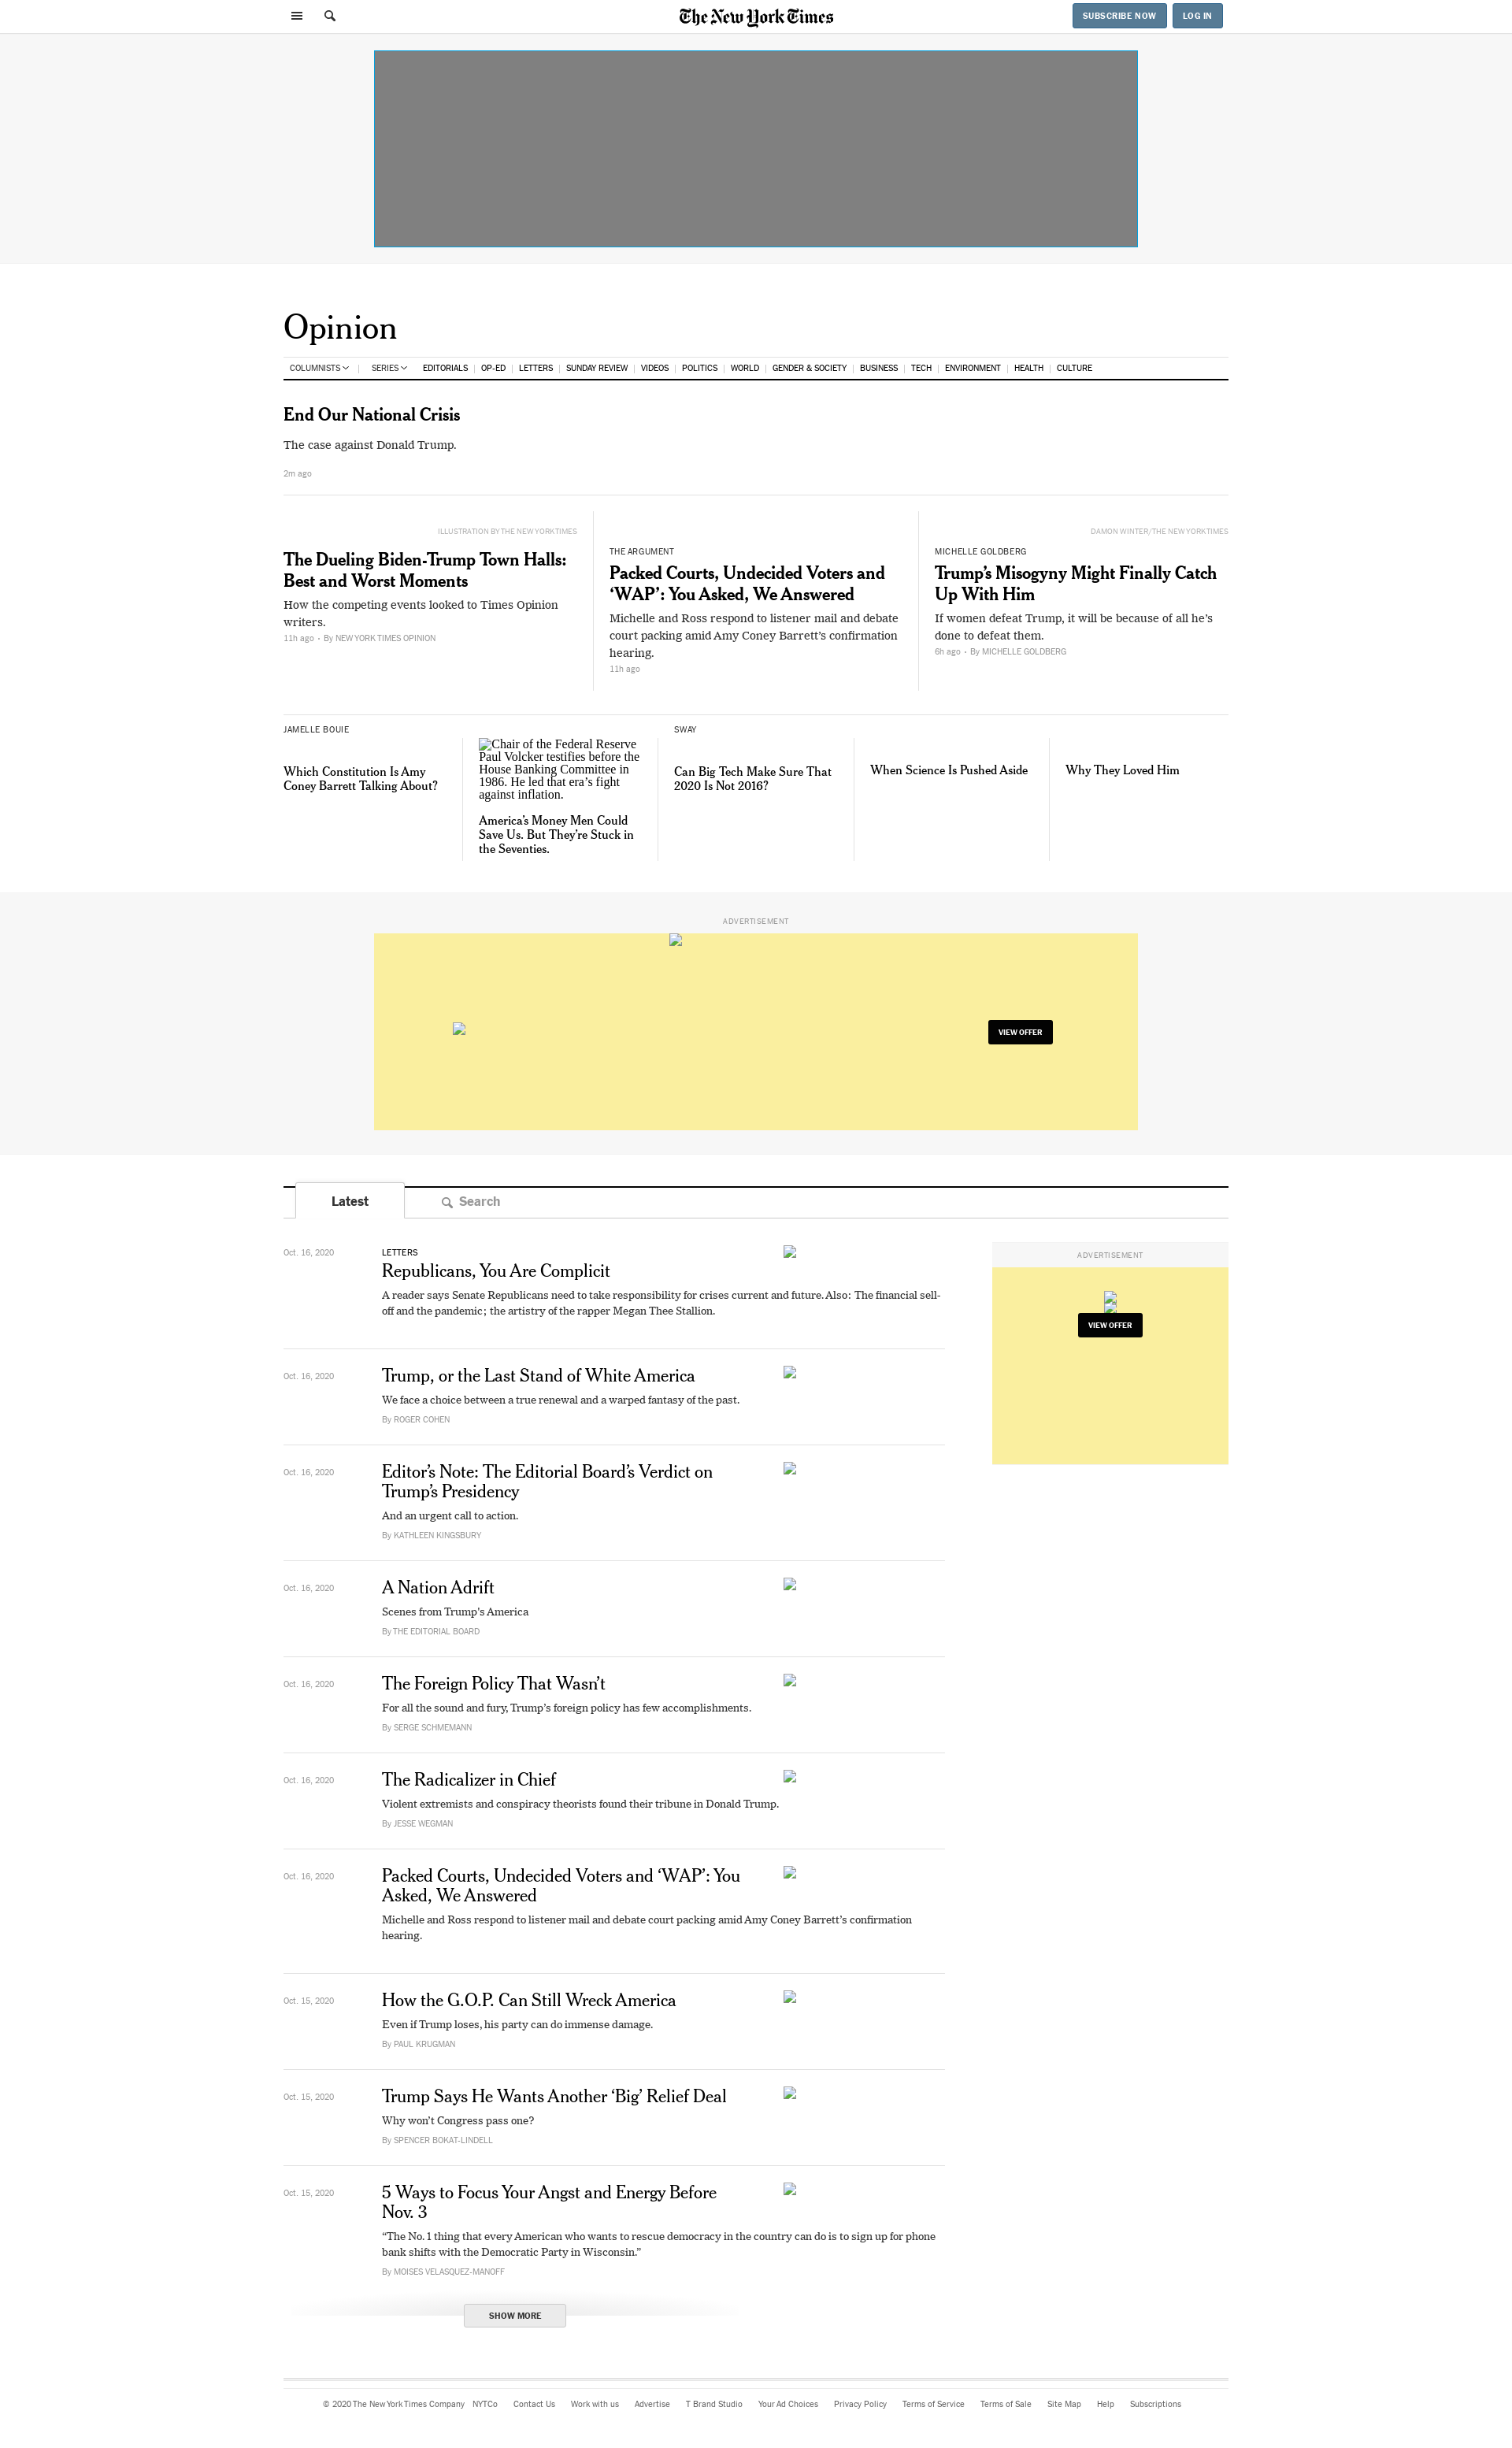 The New York Times
SUBSCRIBE NOW
LOG IN
Opinion
COLUMNISTS
SERIES
EDITORIALS
OP-ED
LETTERS
SUNDAY REVIEW
VIDEOS
POLITICS
WORLD
GENDER & SOCIETY
BUSINESS
TECH
ENVIRONMENT
HEALTH
CULTURE
End Our National Crisis
The case against Donald Trump.
2m ago
ILLUSTRATION BY THE NEW YORK TIMES
The Dueling Biden-Trump Town Halls:
Best and Worst Moments
How the competing events looked to Times Opinion
writers.
11h ago • By NEW YORK TIMES OPINION
THE ARGUMENT
Packed Courts, Undecided Voters and
‘WAP’: You Asked, We Answered
Michelle and Ross respond to listener mail and debate
court packing amid Amy Coney Barrett’s confirmation
hearing.
11h ago
DAMON WINTER/THE NEW YORK TIMES
MICHELLE GOLDBERG
Trump’s Misogyny Might Finally Catch
Up With Him
If women defeat Trump, it will be because of all he’s
done to defeat them.
6h ago • By MICHELLE GOLDBERG
JAMELLE BOUIE
Which Constitution Is Amy
Coney Barrett Talking About?
Chair of the Federal Reserve
Paul Volcker testifies before the
House Banking Committee in
1986. He led that era’s fight
against inflation.
America’s Money Men Could
Save Us. But They’re Stuck in
the Seventies.
SWAY
Can Big Tech Make Sure That
2020 Is Not 2016?
When Science Is Pushed Aside
Why They Loved Him
ADVERTISEMENT
VIEW OFFER
Latest
Search
Oct. 16, 2020
LETTERS
Republicans, You Are Complicit
A reader says Senate Republicans need to take responsibility for crises current and future. Also: The financial sell-
off and the pandemic; the artistry of the rapper Megan Thee Stallion.
ADVERTISEMENT
VIEW OFFER
Oct. 16, 2020
Trump, or the Last Stand of White America
We face a choice between a true renewal and a warped fantasy of the past.
By ROGER COHEN
Oct. 16, 2020
Editor’s Note: The Editorial Board’s Verdict on
Trump’s Presidency
And an urgent call to action.
By KATHLEEN KINGSBURY
Oct. 16, 2020
A Nation Adrift
Scenes from Trump’s America
By THE EDITORIAL BOARD
Oct. 16, 2020
The Foreign Policy That Wasn’t
For all the sound and fury, Trump’s foreign policy has few accomplishments.
By SERGE SCHMEMANN
Oct. 16, 2020
The Radicalizer in Chief
Violent extremists and conspiracy theorists found their tribune in Donald Trump.
By JESSE WEGMAN
Oct. 16, 2020
Packed Courts, Undecided Voters and ‘WAP’: You
Asked, We Answered
Michelle and Ross respond to listener mail and debate court packing amid Amy Coney Barrett’s confirmation
hearing.
Oct. 15, 2020
How the G.O.P. Can Still Wreck America
Even if Trump loses, his party can do immense damage.
By PAUL KRUGMAN
Oct. 15, 2020
Trump Says He Wants Another ‘Big’ Relief Deal
Why won’t Congress pass one?
By SPENCER BOKAT-LINDELL
Oct. 15, 2020
5 Ways to Focus Your Angst and Energy Before
Nov. 3
“The No. 1 thing that every American who wants to rescue democracy in the country can do is to sign up for phone
bank shifts with the Democratic Party in Wisconsin.”
By MOISES VELASQUEZ-MANOFF
SHOW MORE
© 2020 The New York Times Company
NYTCo
Contact Us
Work with us
Advertise
T Brand Studio
Your Ad Choices
Privacy Policy
Terms of Service
Terms of Sale
Site Map
Help
Subscriptions